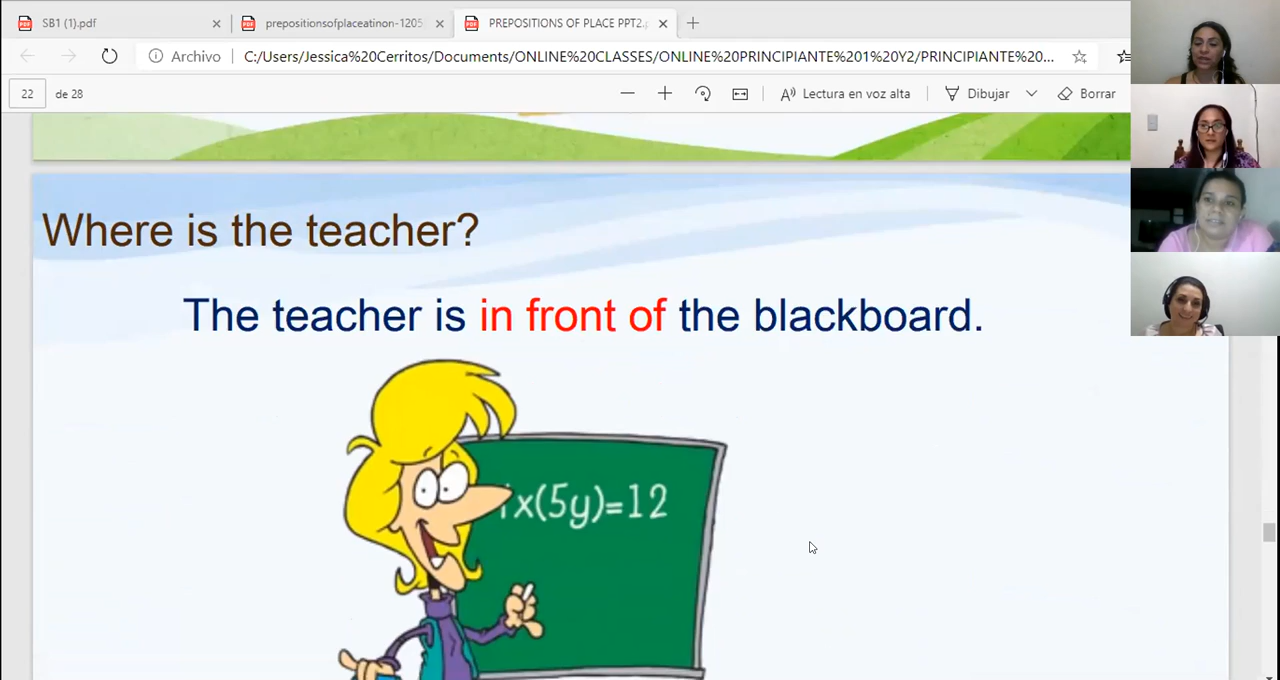 SB1 (1).pdf
prepositionsofplaceatinon-1205
PREPOSITIONS OF PLACE PPT2.
Archivo
C:/Users/Jessica%20Cerritos/Documents/ONLINE%20CLASSES/ONLINE%20PRINCIPIANTE%201%20Y2/PRINCIPIANTE%20...
22
de 28
Lectura en voz alta
Dibujar
Borrar
Where is the teacher?
The teacher is in front of the blackboard.
x(5y)=12